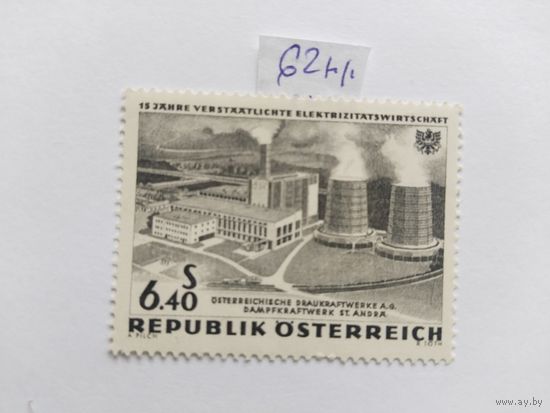 62
15 JAHRE VERSTAATLICHTE ELEKTRIZITÄTSWIRTSCHAFT
S
6.40
ÖSTERREICHISCHE DRAUKRAFTWERKE A.G.
DAMPFKRAFTWERK ST. ANDRÄ
REPUBLIK ÖSTERREICH
A. PILCH
R. TOTH
www.ay.by